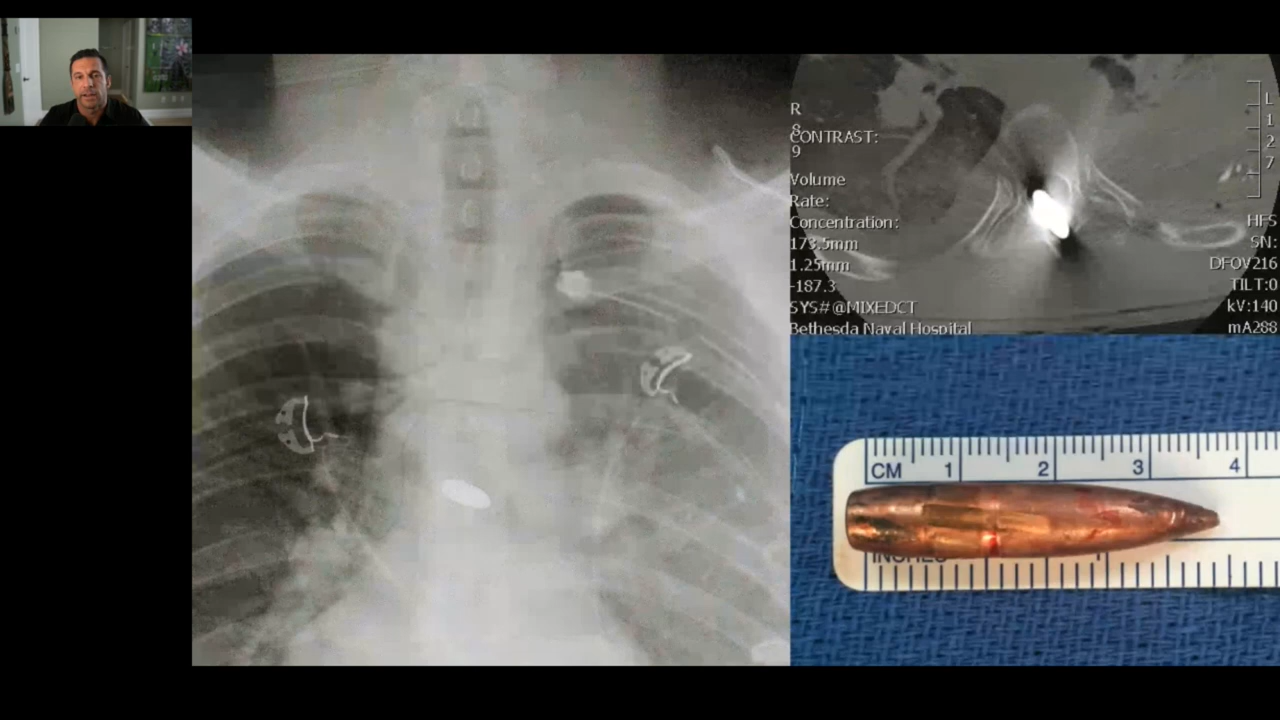 R
8
CONTRAST:
9
Volume
Rate:
Concentration:
173.5mm
1.25mm
-187.3
SYS#@MIXEDCT
Bethesda Naval Hospital
L
1
2
7
HFS
SN:
DFOV216
TILT:0
kV:140
mA288
CM 1 2 3 4
INCHES